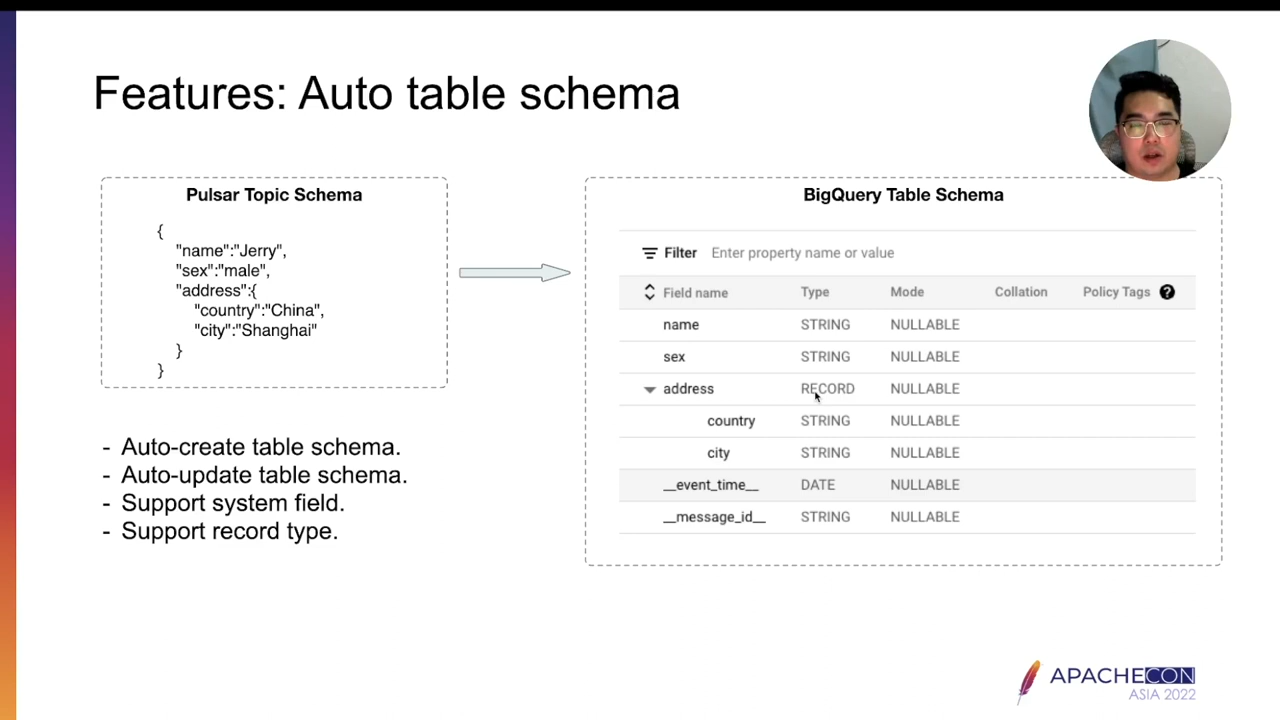 Features: Auto table schema
Pulsar Topic Schema
{
"name":"Jerry",
"sex":"male",
"address":{
"country":"China",
"city":"Shanghai"
}
}
- Auto-create table schema.
- Auto-update table schema.
- Support system field.
- Support record type.
BigQuery Table Schema
Filter Enter property name or value
Field name Type Mode Collation Policy Tags ?
name STRING NULLABLE
sex STRING NULLABLE
address RECORD NULLABLE
country STRING NULLABLE
city STRING NULLABLE
__event_time__ DATE NULLABLE
__message_id__ STRING NULLABLE
APACHECON
ASIA 2022